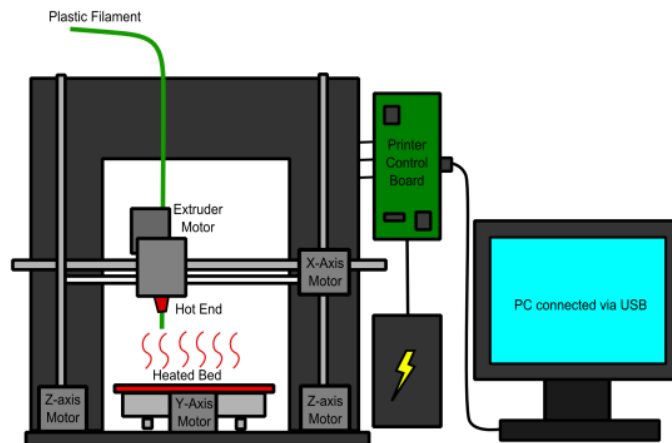 Plastic Filament
Printer
Control
Board
Extruder
Motor
X-Axis
Motor
PC connected via USB
Hot End
Heated Bed
Z-axis
Motor
Y-Axis
Motor
Z-axis
Motor